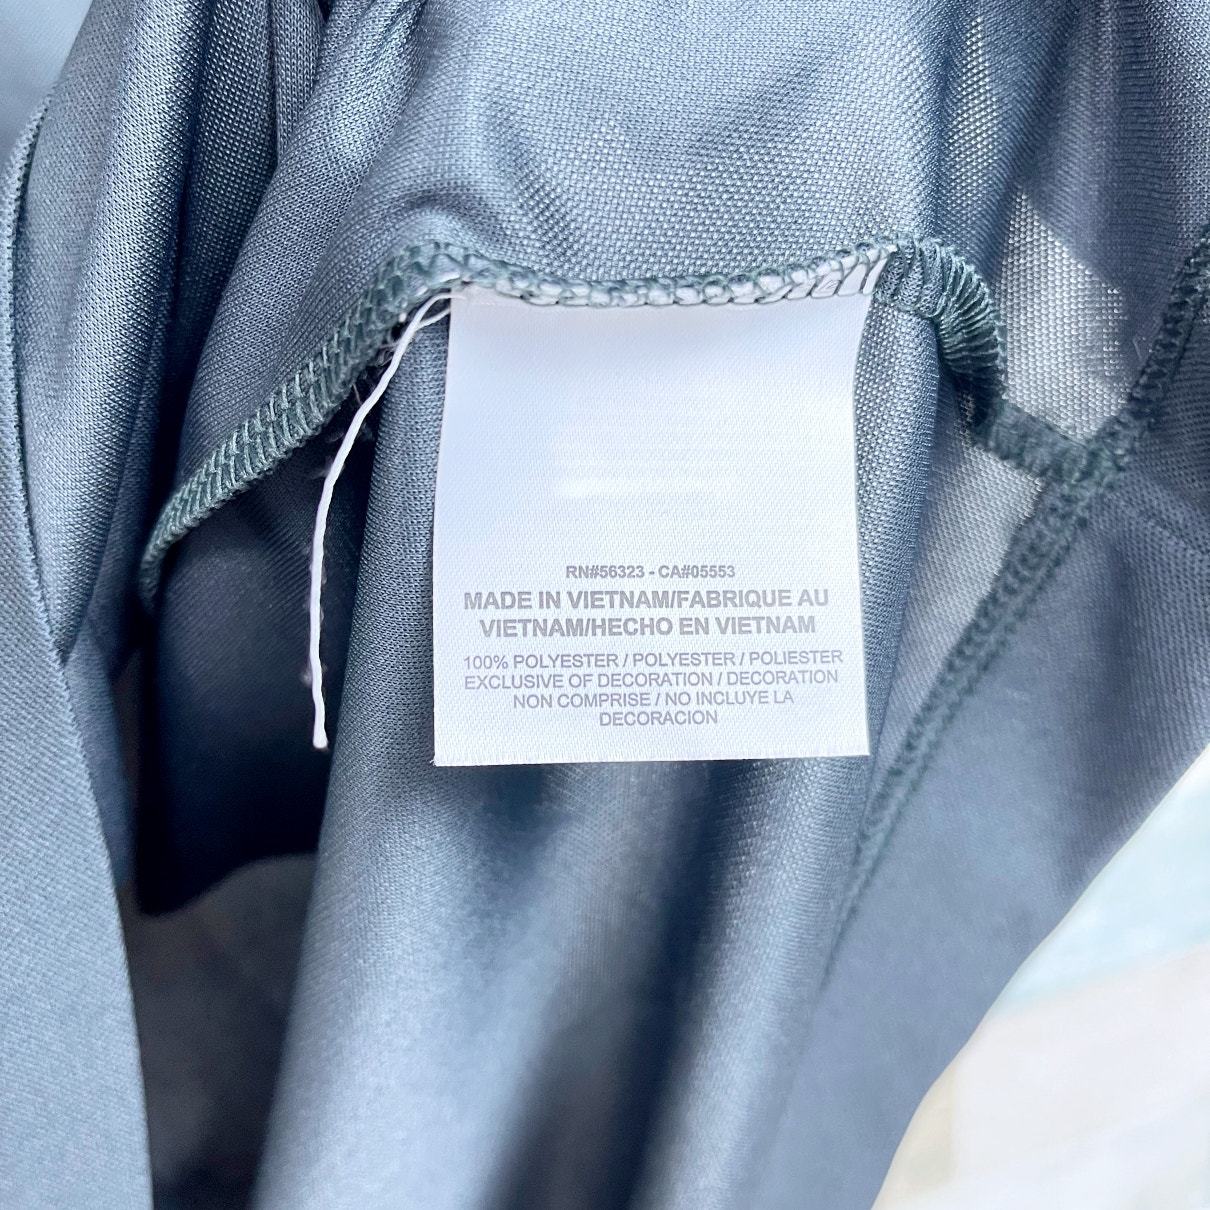 RN#56323 - CA#05553
MADE IN VIETNAM/FABRIQUE AU
VIETNAM/HECHO EN VIETNAM
100% POLYESTER / POLYESTER / POLIESTER
EXCLUSIVE OF DECORATION / DECORATION
NON COMPRISE / NO INCLUYE LA
DECORACION